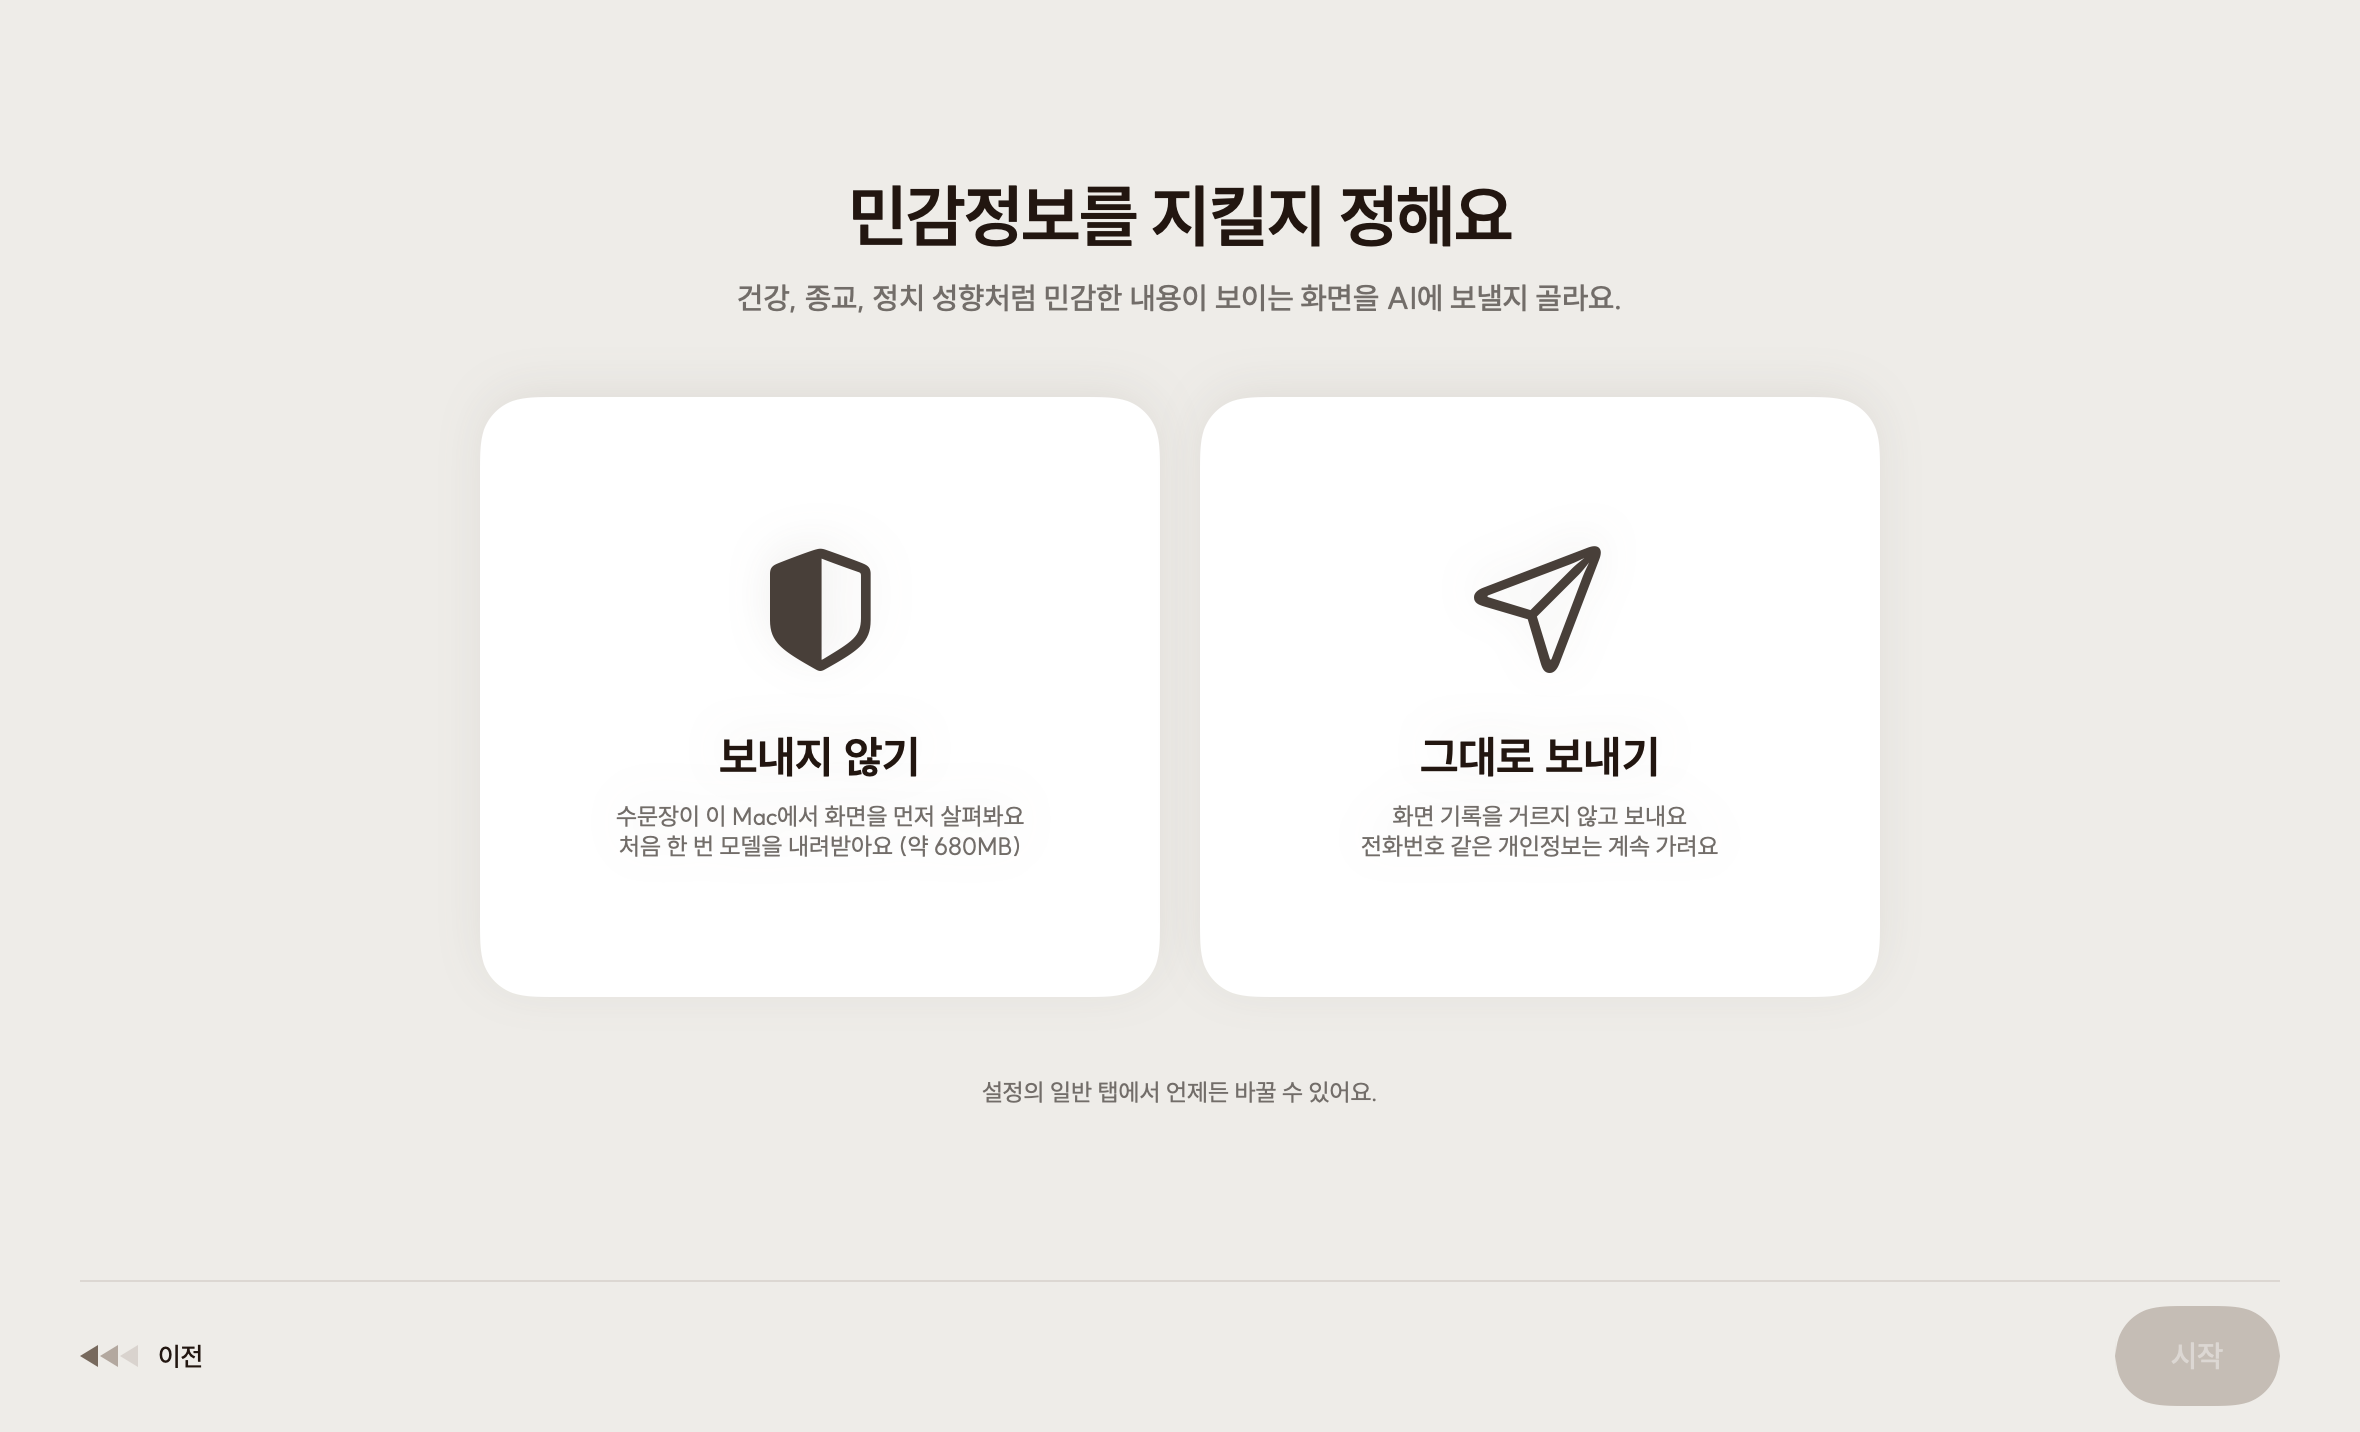 민감정보를 지킬지 정해요
건강, 종교, 정치 성향처럼 민감한 내용이 보이는 화면을 AI에 보낼지 골라요.
보내지 않기
수문장이 이 Mac에서 화면을 먼저 살펴봐요
처음 한 번 모델을 내려받아요 (약 680MB)
그대로 보내기
화면 기록을 거르지 않고 보내요
전화번호 같은 개인정보는 계속 가려요
설정의 일반 탭에서 언제든 바꿀 수 있어요.
이전
시작